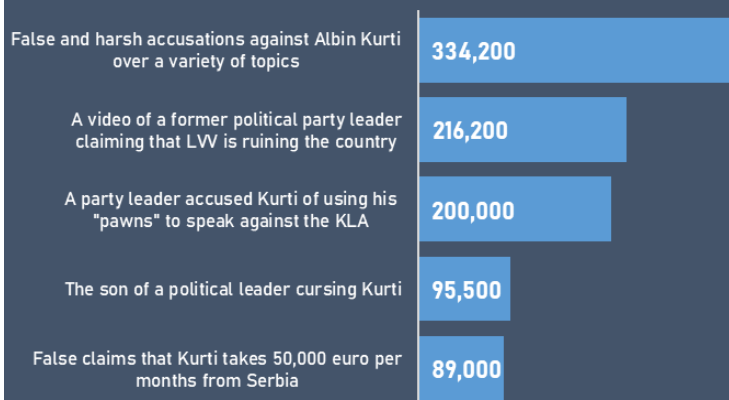 False and harsh accusations against Albin Kurti
over a variety of topics
334,200
A video of a former political party leader
claiming that LVV is ruining the country
216,200
A party leader accused Kurti of using his
"pawns" to speak against the KLA
200,000
The son of a political leader cursing Kurti
95,500
False claims that Kurti takes 50,000 euro per
months from Serbia
89,000